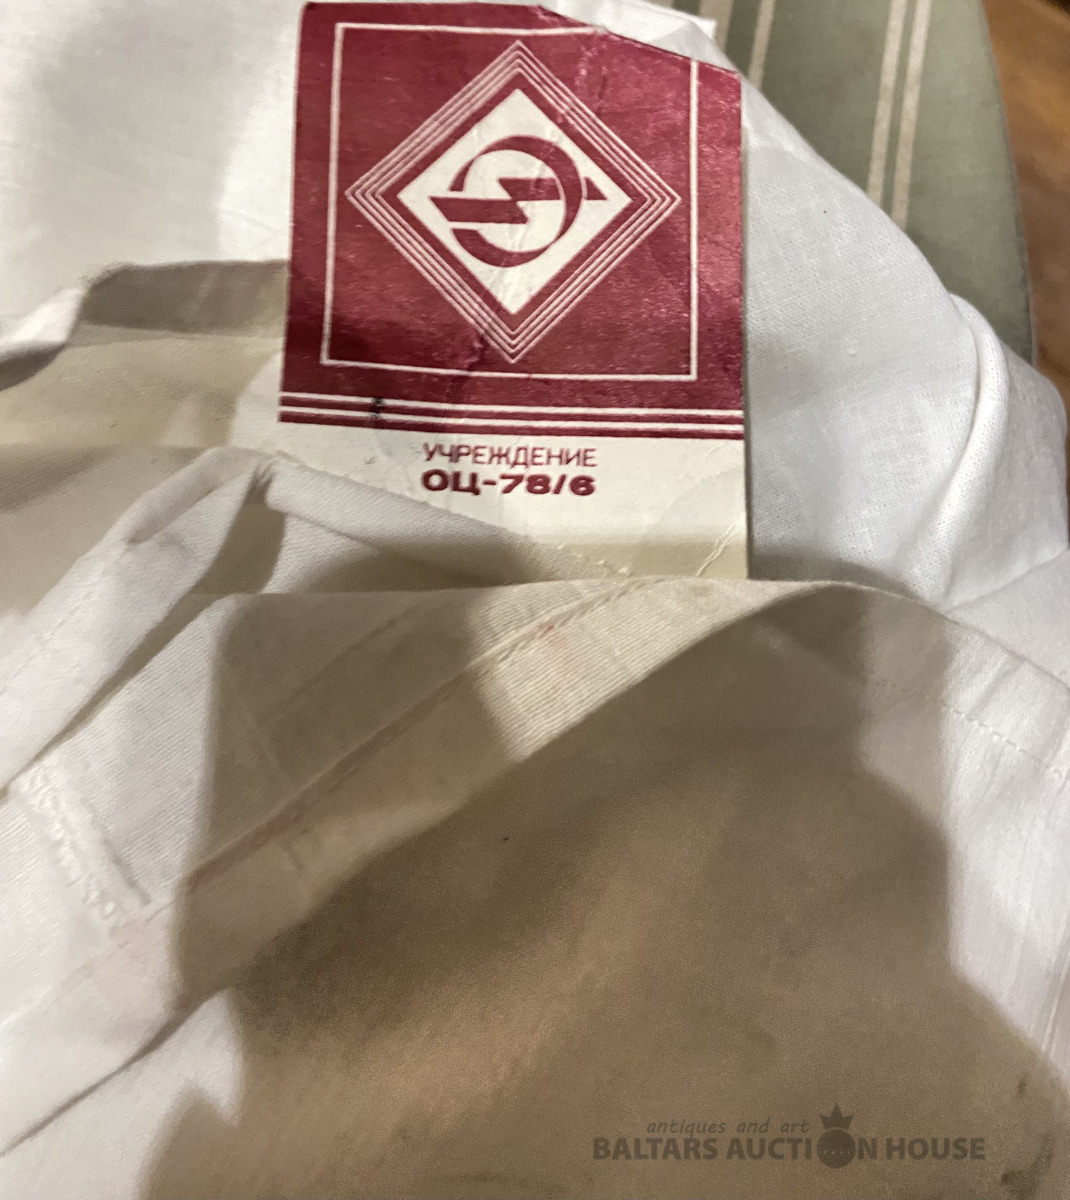 УЧРЕЖДЕНИЕ
ОЦ-78/6
antiques and art
BALTARS AUCTION HOUSE